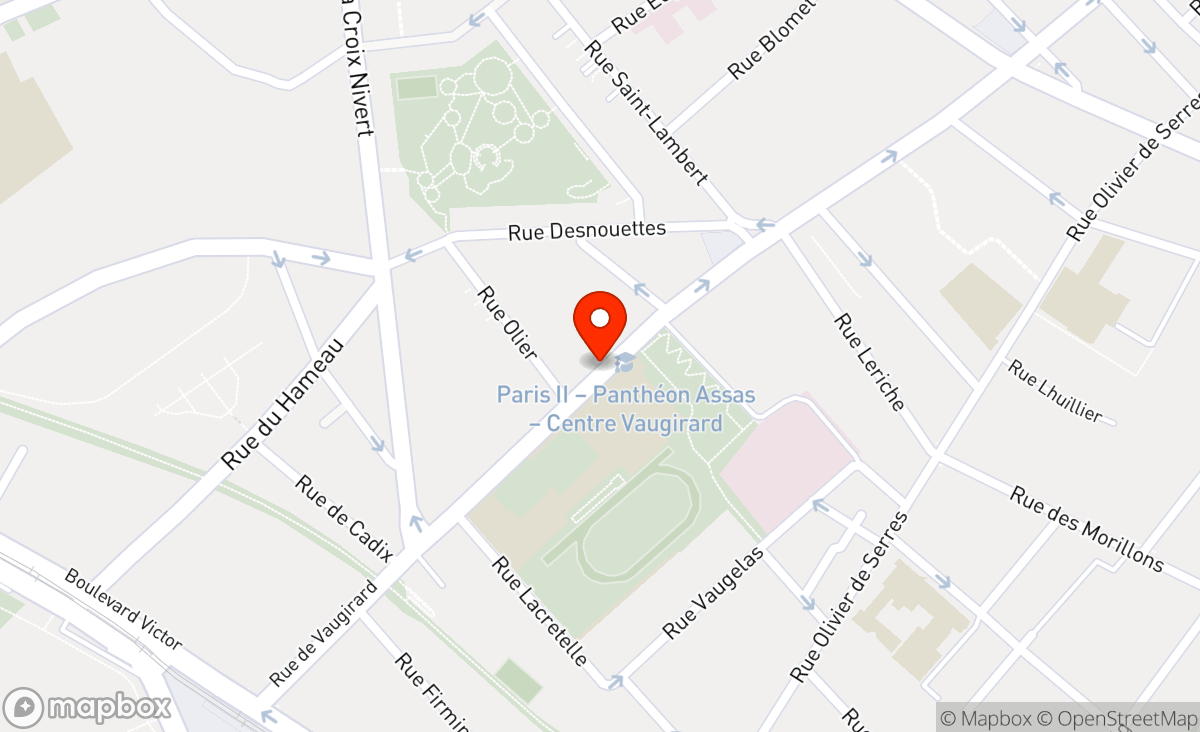 Rue Saint-Lambert
Rue Blomet
a Croix Nivert
Rue Olivier de Serres
Rue Desnouettes
Rue Olier
Rue Leriche
Rue du Hameau
Rue Lhuillier
Paris II – Panthéon Assas
– Centre Vaugirard
Rue de Cadix
Rue des Morillons
Rue Olivier de Serres
Rue Vaugelas
Rue Lacretelle
Boulevard Victor
Rue de Vaugirard
Rue Firmin
Rue
mapbox
© Mapbox © OpenStreetMap